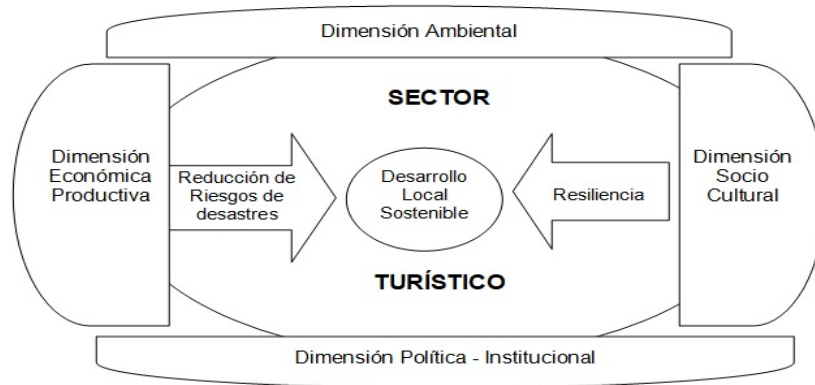 Dimensión Ambiental
SECTOR
Dimensión
Económica
Productiva
Reducción de
Riesgos de
desastres
Desarrollo
Local
Sostenible
Resiliencia
Dimensión
Socio
Cultural
TURÍSTICO
Dimensión Política - Institucional